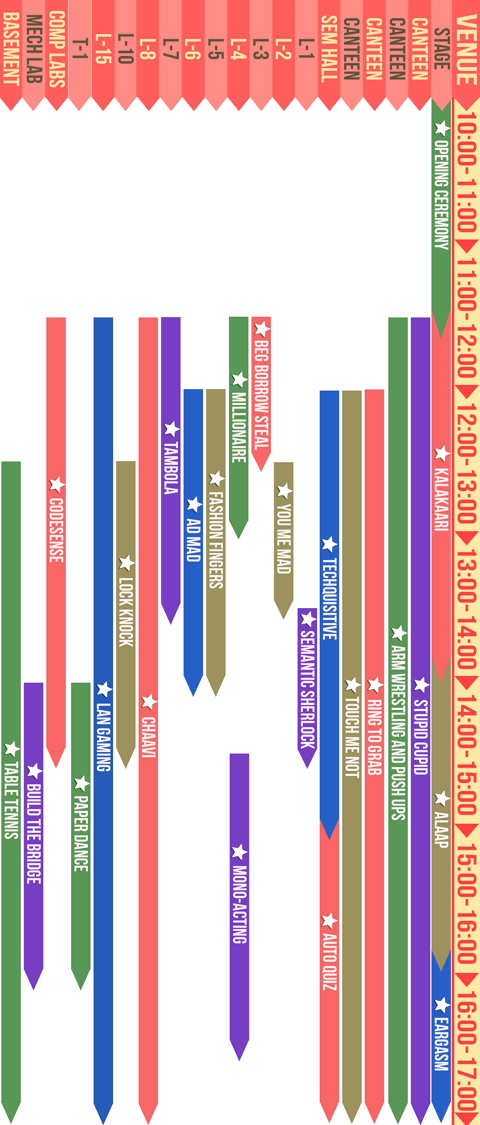 VENUE 10:00-11:00 11:00-12:00 12:00-13:00 13:00-14:00 14:00-15:00 15:00-16:00 16:00-17:00
STAGE ★ OPENING CEREMONY ★ KALAKAARI ★ ALAAP ★ EARGASM
CANTEEN ★ STUPID CUPID
CANTEEN ★ ARM WRESTLING AND PUSH UPS
CANTEEN ★ RING TO GRAB
CANTEEN ★ TOUCH ME NOT
SEM HALL ★ TECHQUISITIVE ★ AUTO QUIZ
L-1 ★ SEMANTIC SHERLOCK
L-2 ★ YOU ME MAD
L-3 ★ BEG BORROW STEAL
L-4 ★ MILLIONAIRE ★ MONO-ACTING
L-5 ★ FASHION FINGERS
L-6 ★ AD MAD
L-7 ★ TAMBOLA
L-8 ★ CHAAVI
L-10 ★ LOCK KNOCK
L-15 ★ LAN GAMING
T-1 ★ PAPER DANCE
COMP LABS ★ CODESENSE
MECH LAB ★ BUILD THE BRIDGE
BASEMENT ★ TABLE TENNIS